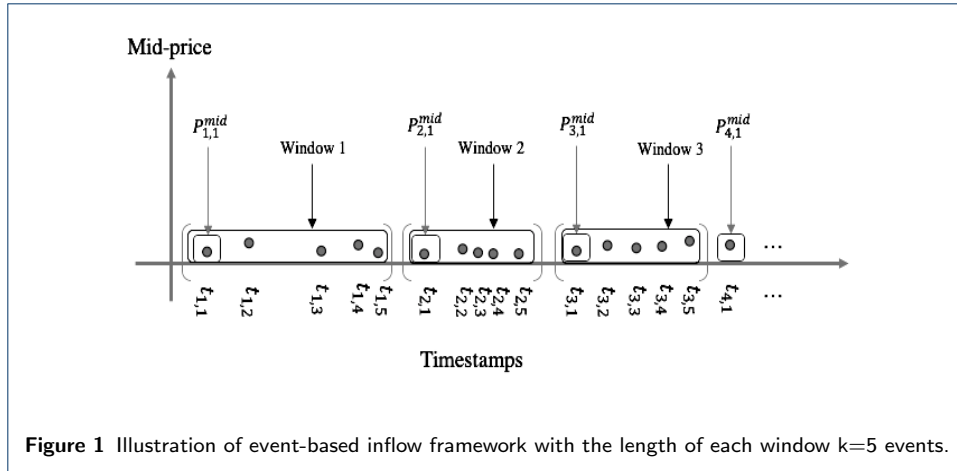 Mid-price
P_{1,1}^{mid} P_{2,1}^{mid} P_{3,1}^{mid} P_{4,1}^{mid}
Window 1 Window 2 Window 3
...
t_{1,1} t_{1,2} t_{1,3} t_{1,4} t_{1,5} t_{2,1} t_{2,2} t_{2,3} t_{2,4} t_{2,5} t_{3,1} t_{3,2} t_{3,3} t_{3,4} t_{3,5} t_{4,1} ...
Timestamps
Figure 1 Illustration of event-based inflow framework with the length of each window k=5 events.